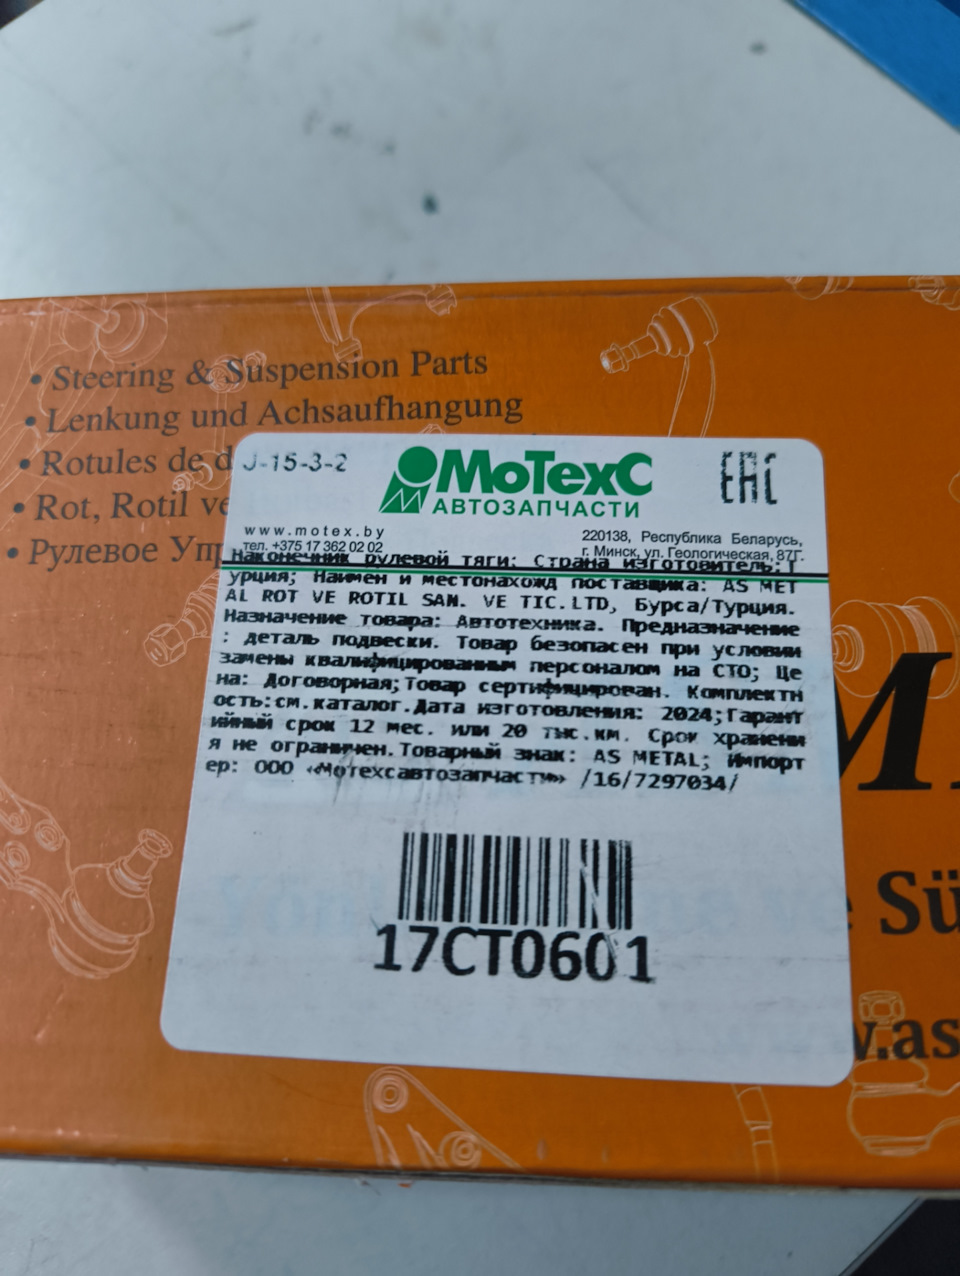 • Steering & Suspension Parts
• Lenkung und Achsaufhangung
• Rotules de d
• Rot, Rotil ve
• Рулевое Упр
J-15-3-2
МоТехС
АВТОЗАПЧАСТИ
EAC
www.motex.by
тел. +375 17 362 02 02
220138, Республика Беларусь,
г. Минск, ул. Геологическая, 87Г.
Наконечник рулевой тяги; Страна изготовитель: Т
урция; Наимен и местонахожд поставщика: AS MET
AL ROT VE ROTIL SAN. VE TIC.LTD, Бурса/Турция.
Назначение товара: Автотехника. Предназначение
: деталь подвески. Товар безопасен при условии
замены квалифицированным персоналом на СТО; Це
на: Договорная;Товар сертифицирован. Комплектн
ость:см.каталог.Дата изготовления: 2024;Гарант
ийный срок 12 мес. или 20 тыс.км. Срок хранени
я не ограничен.Товарный знак: AS METAL; Импорт
ер: ООО «Мотехсавтозапчасти» /16/7297034/
17CT0601
M
e Sü
v.as